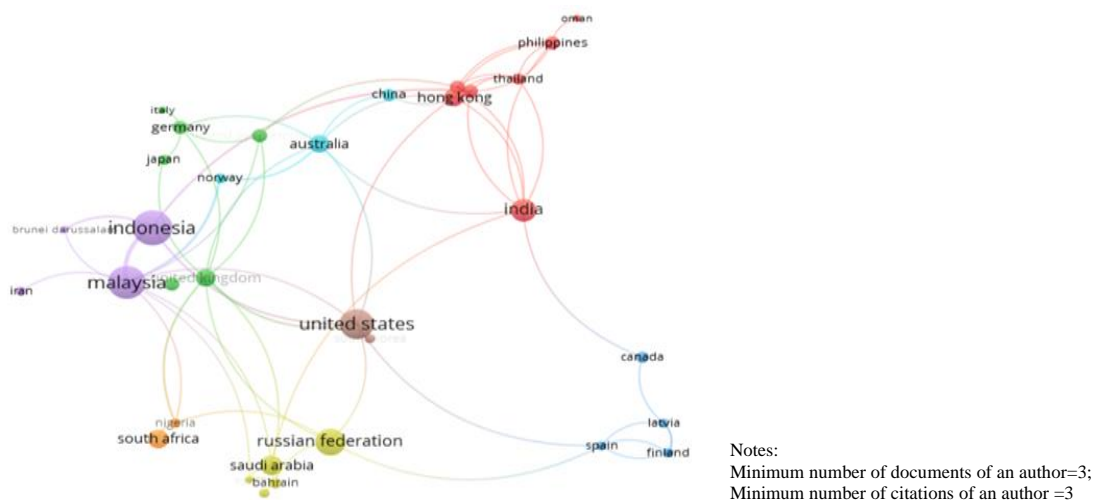 oman
philippines
thailand
china
hong kong
italy
germany
australia
japan
norway
india
indonesia
brunei darussala
malaysia
united kingdom
iran
united states
canada
nigeria
south africa
russian federation
latvia
spain
finland
saudi arabia
bahrain
Notes:
Minimum number of documents of an author=3;
Minimum number of citations of an author =3